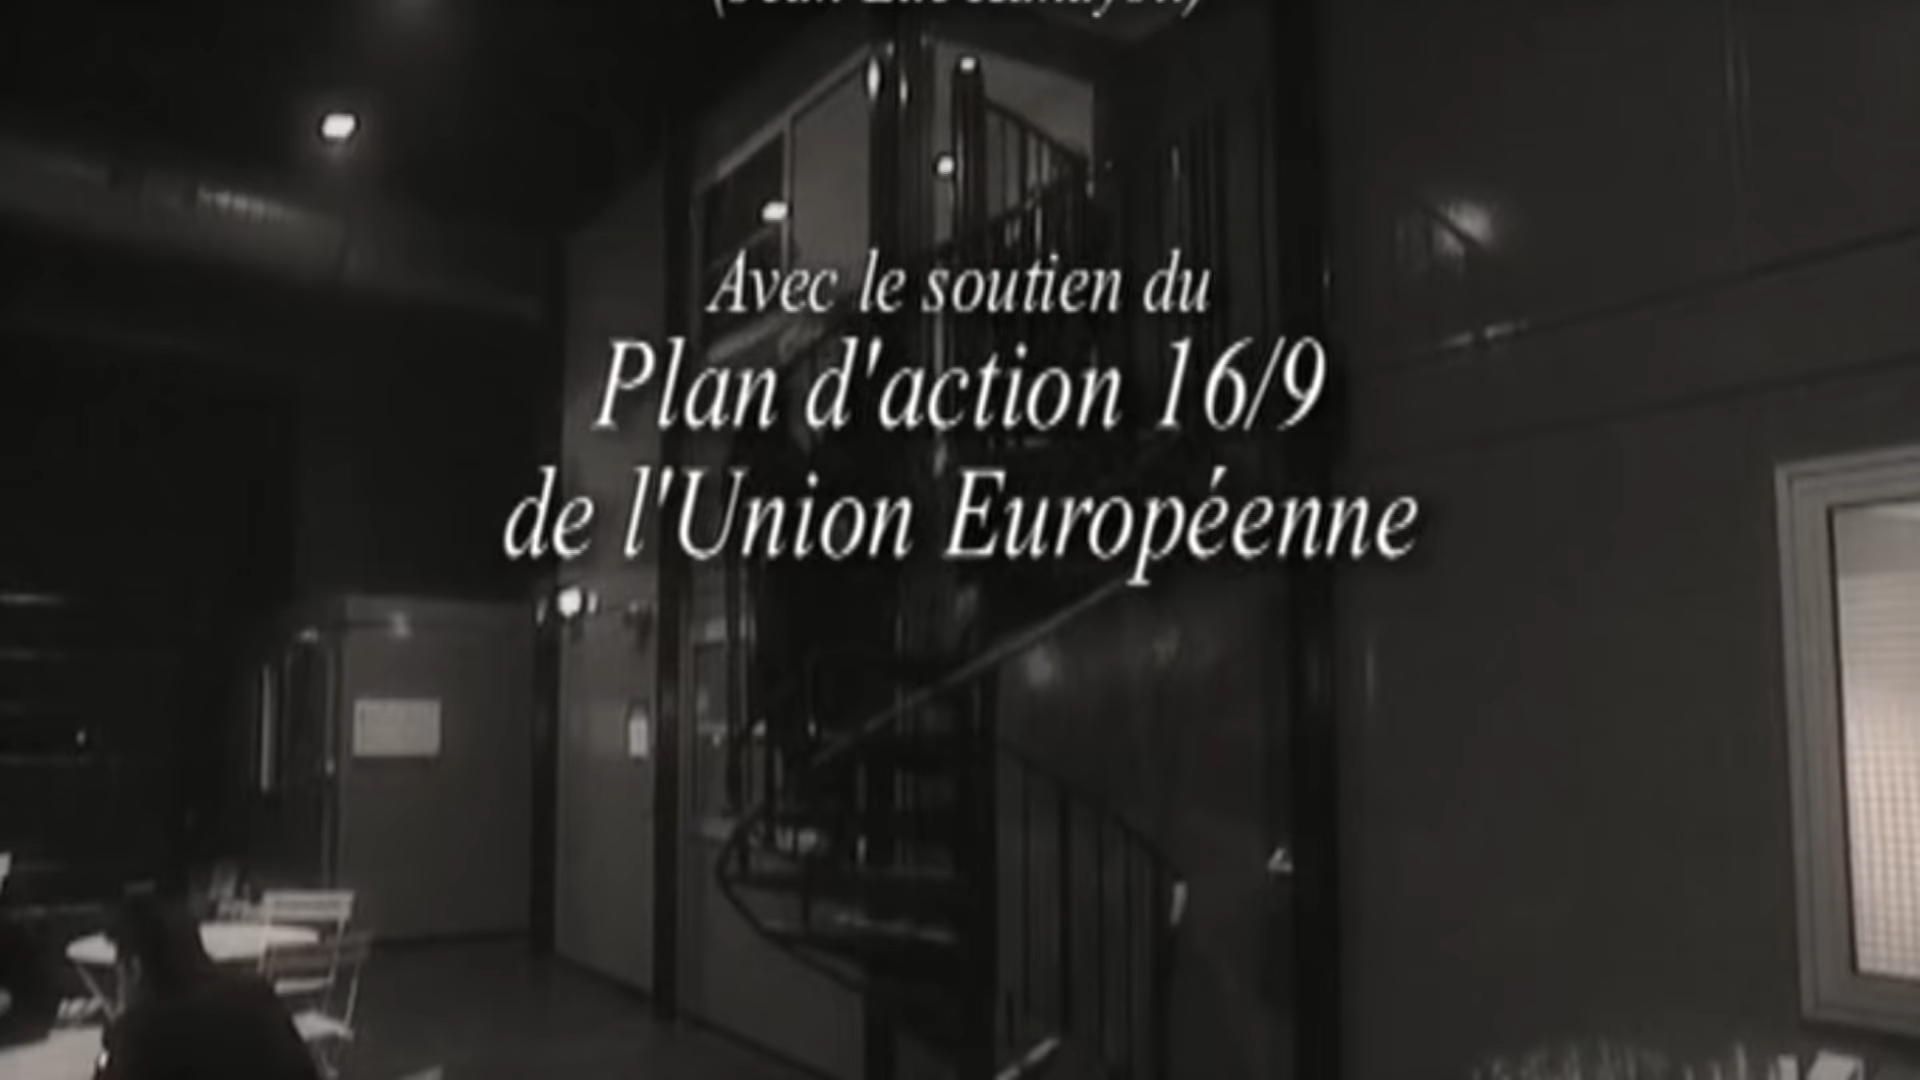 Avec le soutien du
Plan d'action 16/9
de l'Union Européenne